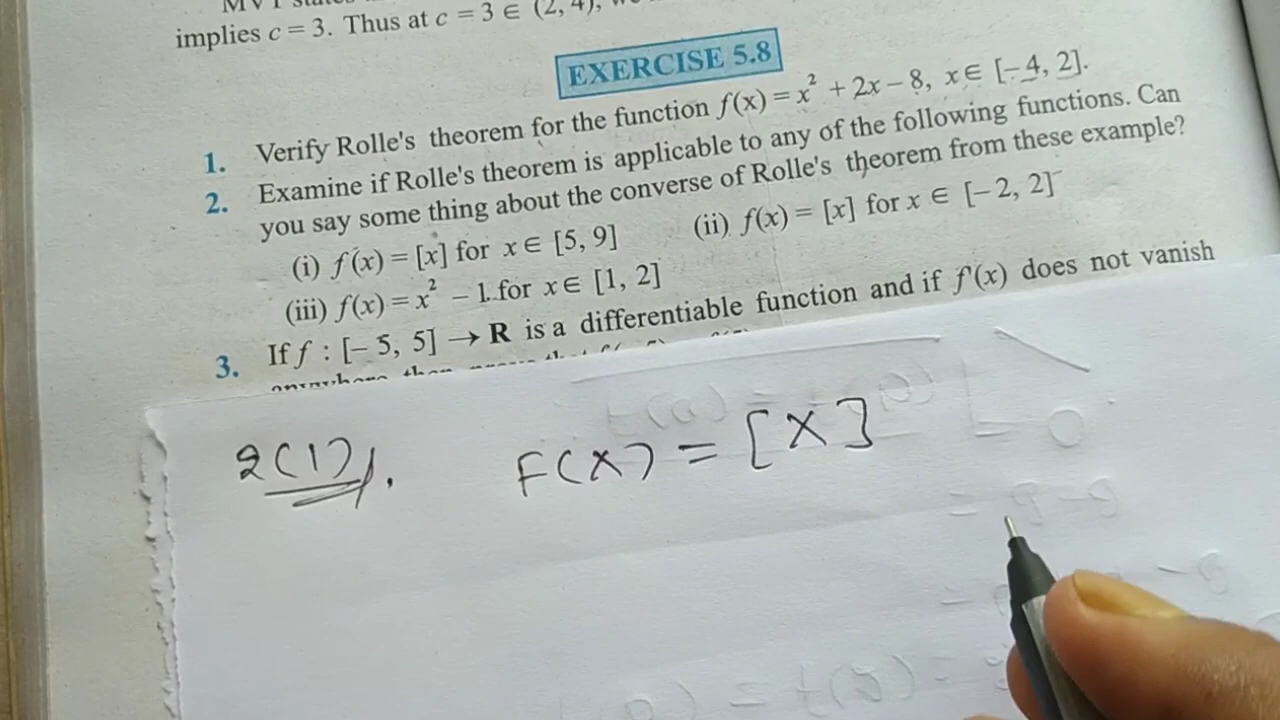 implies c = 3. Thus at c = 3 ∈ (2, 4),
EXERCISE 5.8
1. Verify Rolle's theorem for the function f(x) = x² + 2x – 8, x ∈ [– 4, 2].
2. Examine if Rolle's theorem is applicable to any of the following functions. Can
you say some thing about the converse of Rolle's theorem from these example?
(i) f(x) = [x] for x ∈ [5, 9] (ii) f(x) = [x] for x ∈ [– 2, 2]
(iii) f(x) = x² – 1 for x ∈ [1, 2]
3. If f : [– 5, 5] → R is a differentiable function and if f′(x) does not vanish
2(1). F(X) = [X]